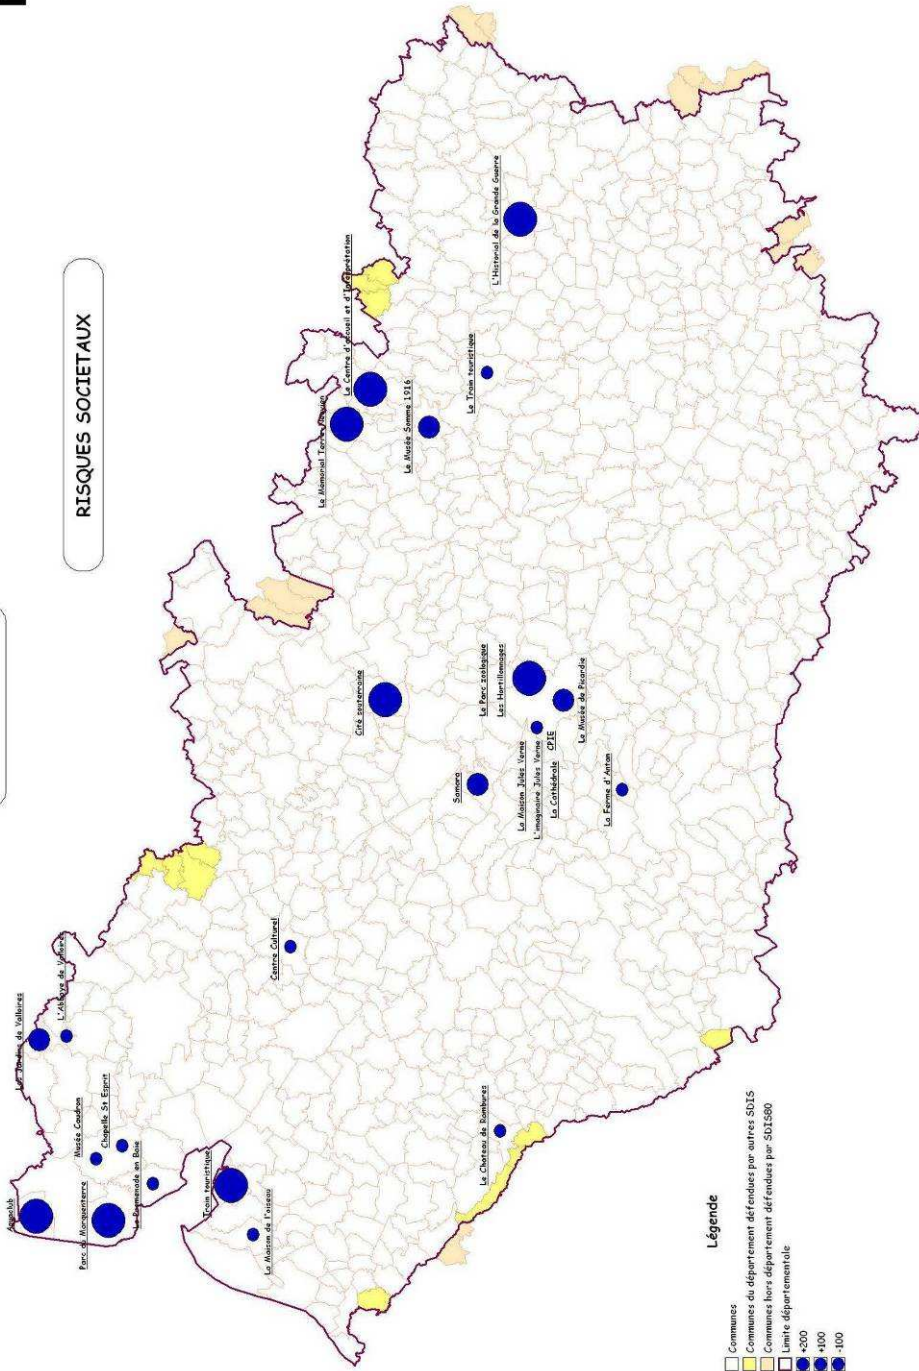 RISQUES SOCIETAUX
Aquaclub
Parc du Marquenterre
La Promenade en Baie
Musée Caudron
Chapelle St Esprit
Les Jardins de Valloires
L'Abbaye de Valloires
Train touristique
La Maison de l'oiseau
Centre Culturel
Le Chateau de Rambures
Cité souterraine
Samara
Le Parc zoologique
Les Hortillonnages
La Maison Jules Verne
L'imaginaire Jules Verne
La Cathédrale
CPIE
Le Musée de Picardie
La Ferme d'Antan
Le Mémorial Terre-Neuvien
Le Centre d'accueil et d'Interprétation
Le Musée Somme 1916
Le Train touristique
L'Historial de la Grande Guerre
Légende
Communes
Communes du département défendues par autres SDIS
Communes hors département défendues par SDIS80
Limite départementale
+200
+100
-100